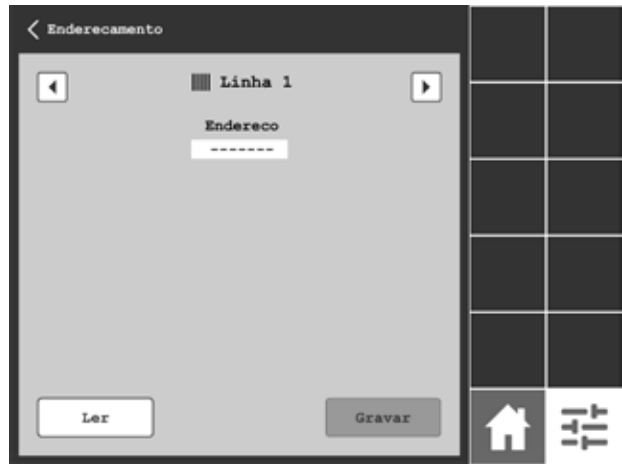 Enderecamento
Linha 1
Endereco
-------
Ler
Gravar